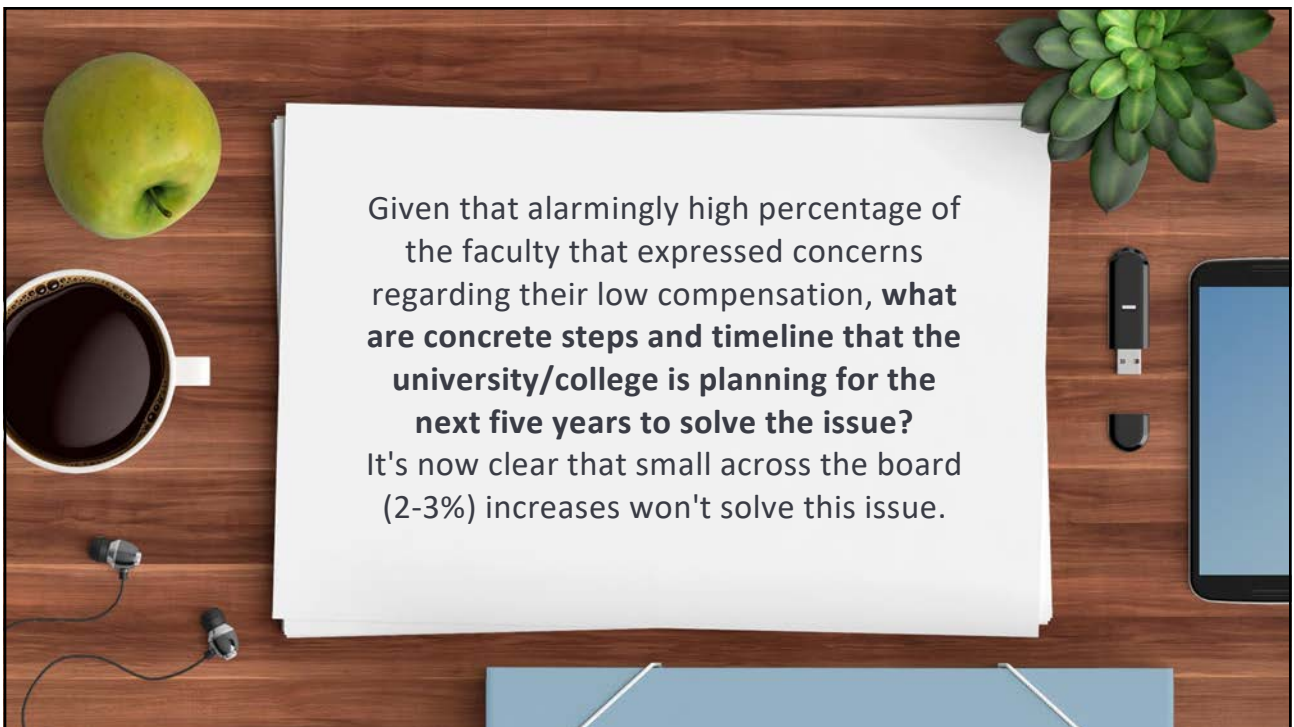 Given that alarmingly high percentage of
the faculty that expressed concerns
regarding their low compensation, what
are concrete steps and timeline that the
university/college is planning for the
next five years to solve the issue?
It's now clear that small across the board
(2-3%) increases won't solve this issue.